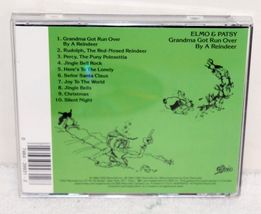 ELMO & PATSY
Grandma Got Run Over
By A Reindeer
1. Grandma Got Run Over
By A Reindeer
2. Rudolph, The Red-Nosed Reindeer
3. Percy, The Puny Poinsettia
4. Jingle Bell Rock
5. Here's To The Lonely
6. Señor Santa Claus
7. Joy To The World
8. Jingle Bells
9. Christmas
10. Silent Night
Epic